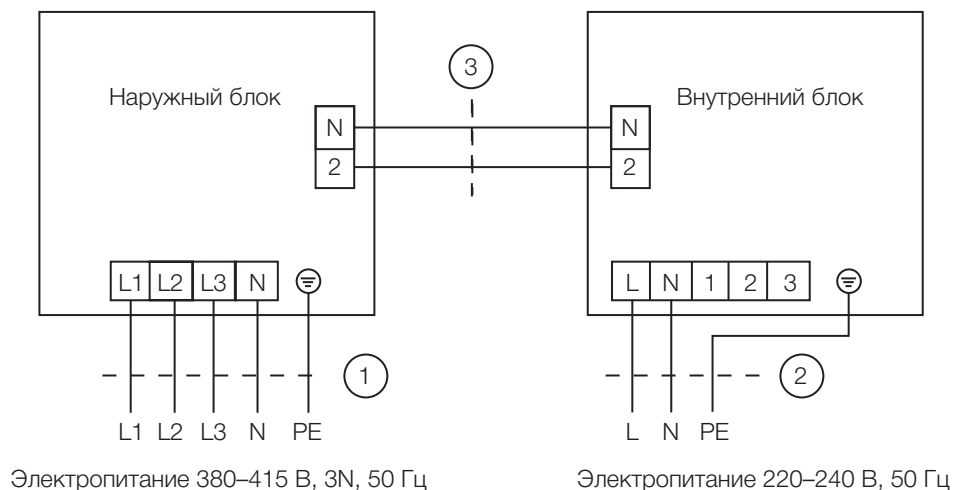 3
Наружный блок
Внутренний блок
N
N
2
2
L1 L2 L3 N
L N 1 2 3
1
2
L1 L2 L3 N PE
L N PE
Электропитание 380–415 В, 3N, 50 Гц
Электропитание 220–240 В, 50 Гц